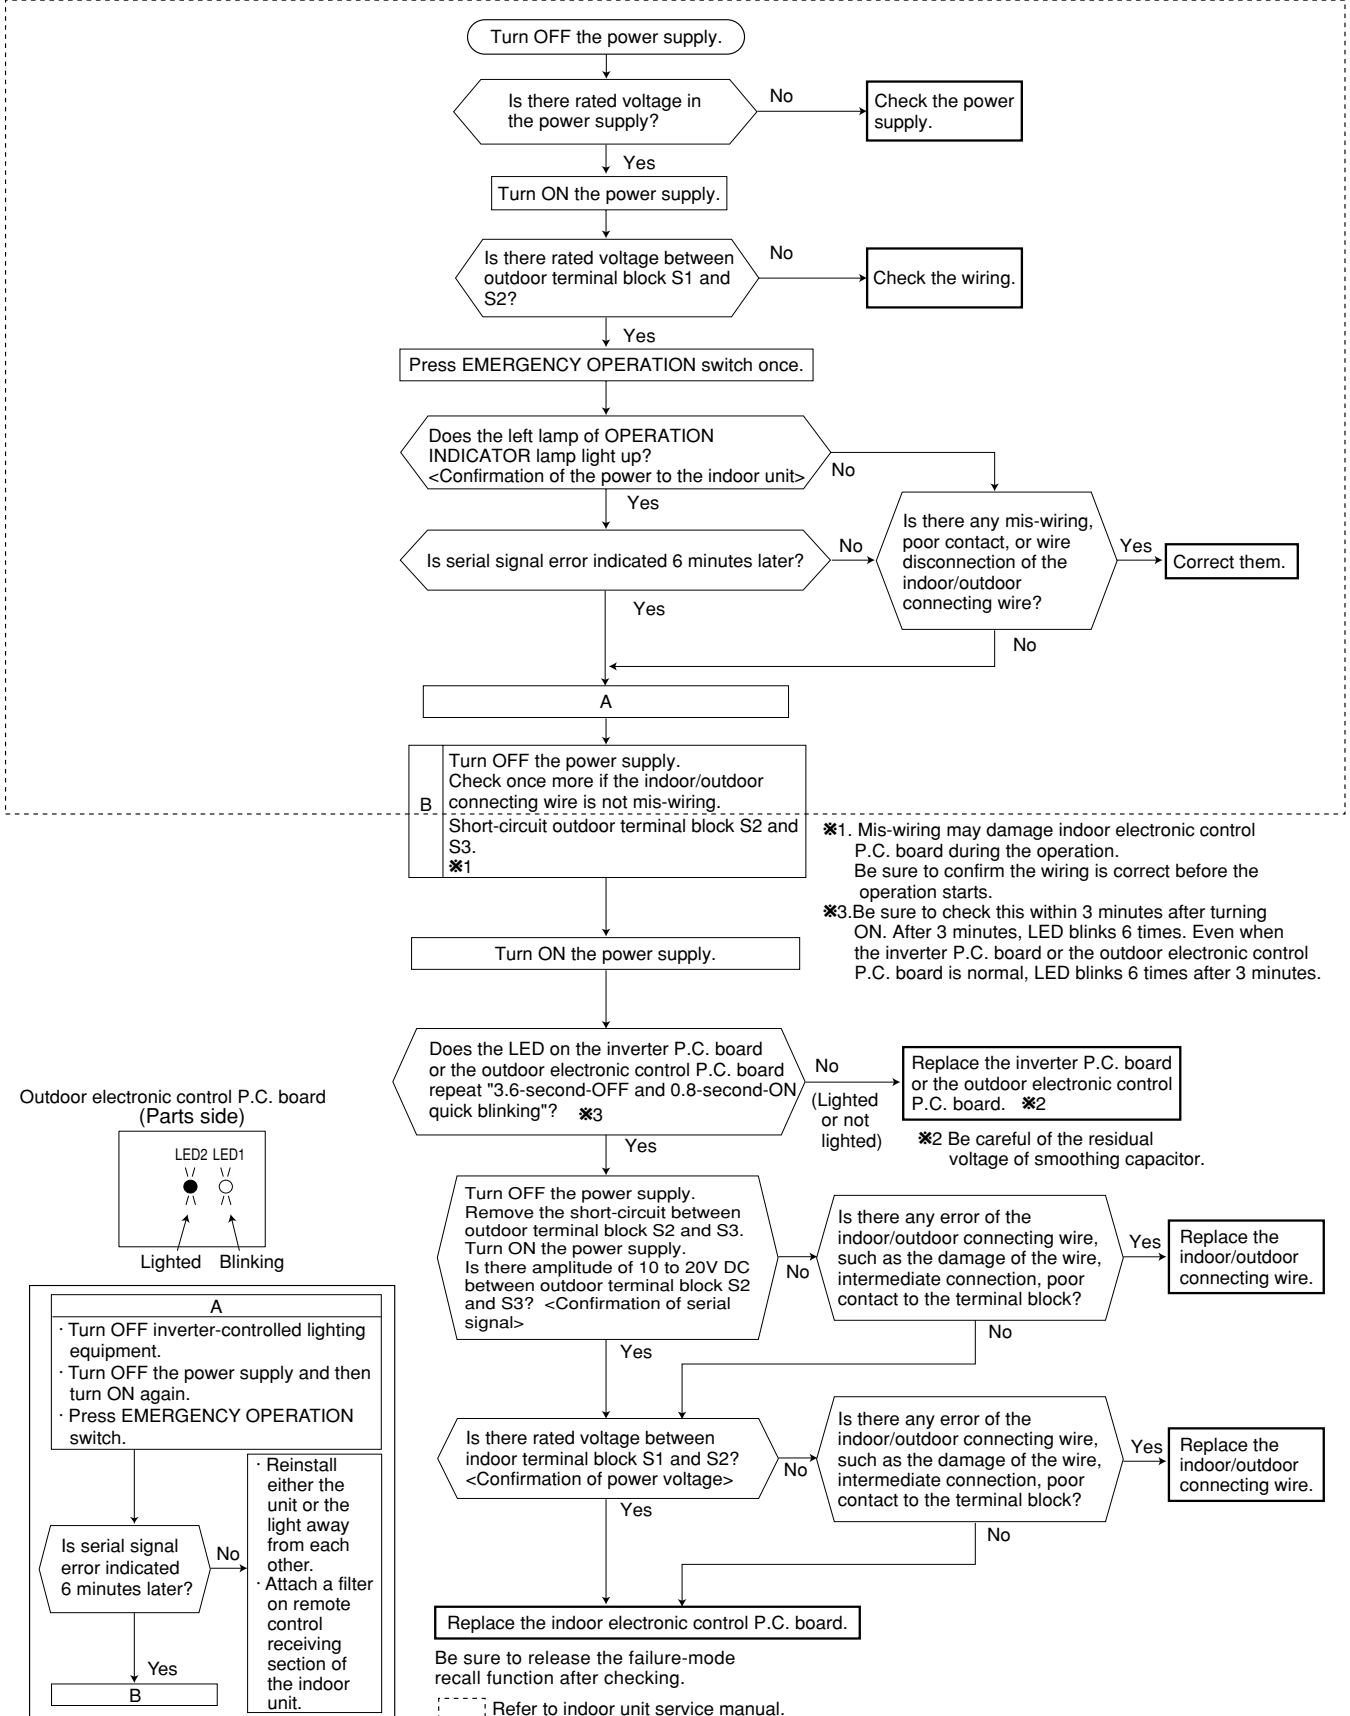 Turn OFF the power supply.
Is there rated voltage in
the power supply?
No
Check the power
supply.
Yes
Turn ON the power supply.
Is there rated voltage between
outdoor terminal block S1 and
S2?
No
Check the wiring.
Yes
Press EMERGENCY OPERATION switch once.
Does the left lamp of OPERATION
INDICATOR lamp light up?
<Confirmation of the power to the indoor unit>
No
Yes
Is serial signal error indicated 6 minutes later?
No
Is there any mis-wiring,
poor contact, or wire
disconnection of the
indoor/outdoor
connecting wire?
Yes
Correct them.
Yes
No
A
B
Turn OFF the power supply.
Check once more if the indoor/outdoor
connecting wire is not mis-wiring.
Short-circuit outdoor terminal block S2 and
S3.
※1
※1. Mis-wiring may damage indoor electronic control
P.C. board during the operation.
Be sure to confirm the wiring is correct before the
operation starts.
※3.Be sure to check this within 3 minutes after turning
ON. After 3 minutes, LED blinks 6 times. Even when
the inverter P.C. board or the outdoor electronic control
P.C. board is normal, LED blinks 6 times after 3 minutes.
Turn ON the power supply.
Does the LED on the inverter P.C. board
or the outdoor electronic control P.C. board
repeat "3.6-second-OFF and 0.8-second-ON
quick blinking"? ※3
No
(Lighted
or not
lighted)
Replace the inverter P.C. board
or the outdoor electronic control
P.C. board. ※2
※2 Be careful of the residual
voltage of smoothing capacitor.
Yes
Outdoor electronic control P.C. board
(Parts side)
LED2 LED1
Lighted Blinking
Turn OFF the power supply.
Remove the short-circuit between
outdoor terminal block S2 and S3.
Turn ON the power supply.
Is there amplitude of 10 to 20V DC
between outdoor terminal block S2
and S3? <Confirmation of serial
signal>
No
Is there any error of the
indoor/outdoor connecting wire,
such as the damage of the wire,
intermediate connection, poor
contact to the terminal block?
Yes
Replace the
indoor/outdoor
connecting wire.
No
Yes
Is there rated voltage between
indoor terminal block S1 and S2?
<Confirmation of power voltage>
No
Is there any error of the
indoor/outdoor connecting wire,
such as the damage of the wire,
intermediate connection, poor
contact to the terminal block?
Yes
Replace the
indoor/outdoor
connecting wire.
Yes
No
Replace the indoor electronic control P.C. board.
Be sure to release the failure-mode
recall function after checking.
Refer to indoor unit service manual.
A
· Turn OFF inverter-controlled lighting
equipment.
· Turn OFF the power supply and then
turn ON again.
· Press EMERGENCY OPERATION
switch.
Is serial signal
error indicated
6 minutes later?
No
· Reinstall
either the
unit or the
light away
from each
other.
· Attach a filter
on remote
control
receiving
section of
the indoor
unit.
Yes
B